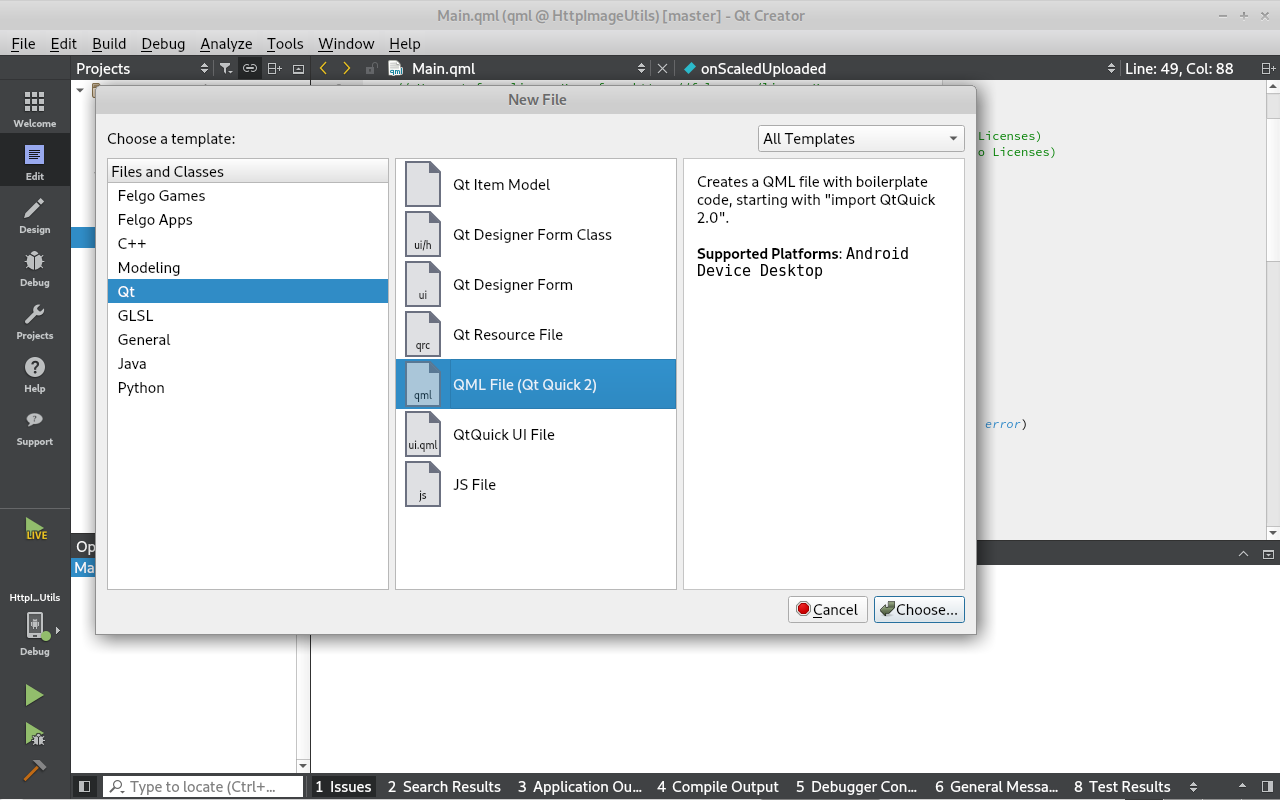 Main.qml (qml @ HttpImageUtils) [master] - Qt Creator
File Edit Build Debug Analyze Tools Window Help
Projects
Main.qml
onScaledUploaded
Line: 49, Col: 88
Welcome
Edit
Design
Debug
Projects
Help
Support
LIVE
HttpI...Utils
Debug
New File
Choose a template:
All Templates
Files and Classes
Felgo Games
Felgo Apps
C++
Modeling
Qt
GLSL
General
Java
Python
Qt Item Model
ui/h
Qt Designer Form Class
ui
Qt Designer Form
qrc
Qt Resource File
qml
QML File (Qt Quick 2)
ui.qml
QtQuick UI File
js
JS File
Creates a QML file with boilerplate
code, starting with "import QtQuick
2.0".
Supported Platforms: Android
Device Desktop
Cancel
Choose...
Licenses)
o Licenses)
error)
Op
Ma
Type to locate (Ctrl+...
1 Issues
2 Search Results
3 Application Ou...
4 Compile Output
5 Debugger Con...
6 General Messa...
8 Test Results